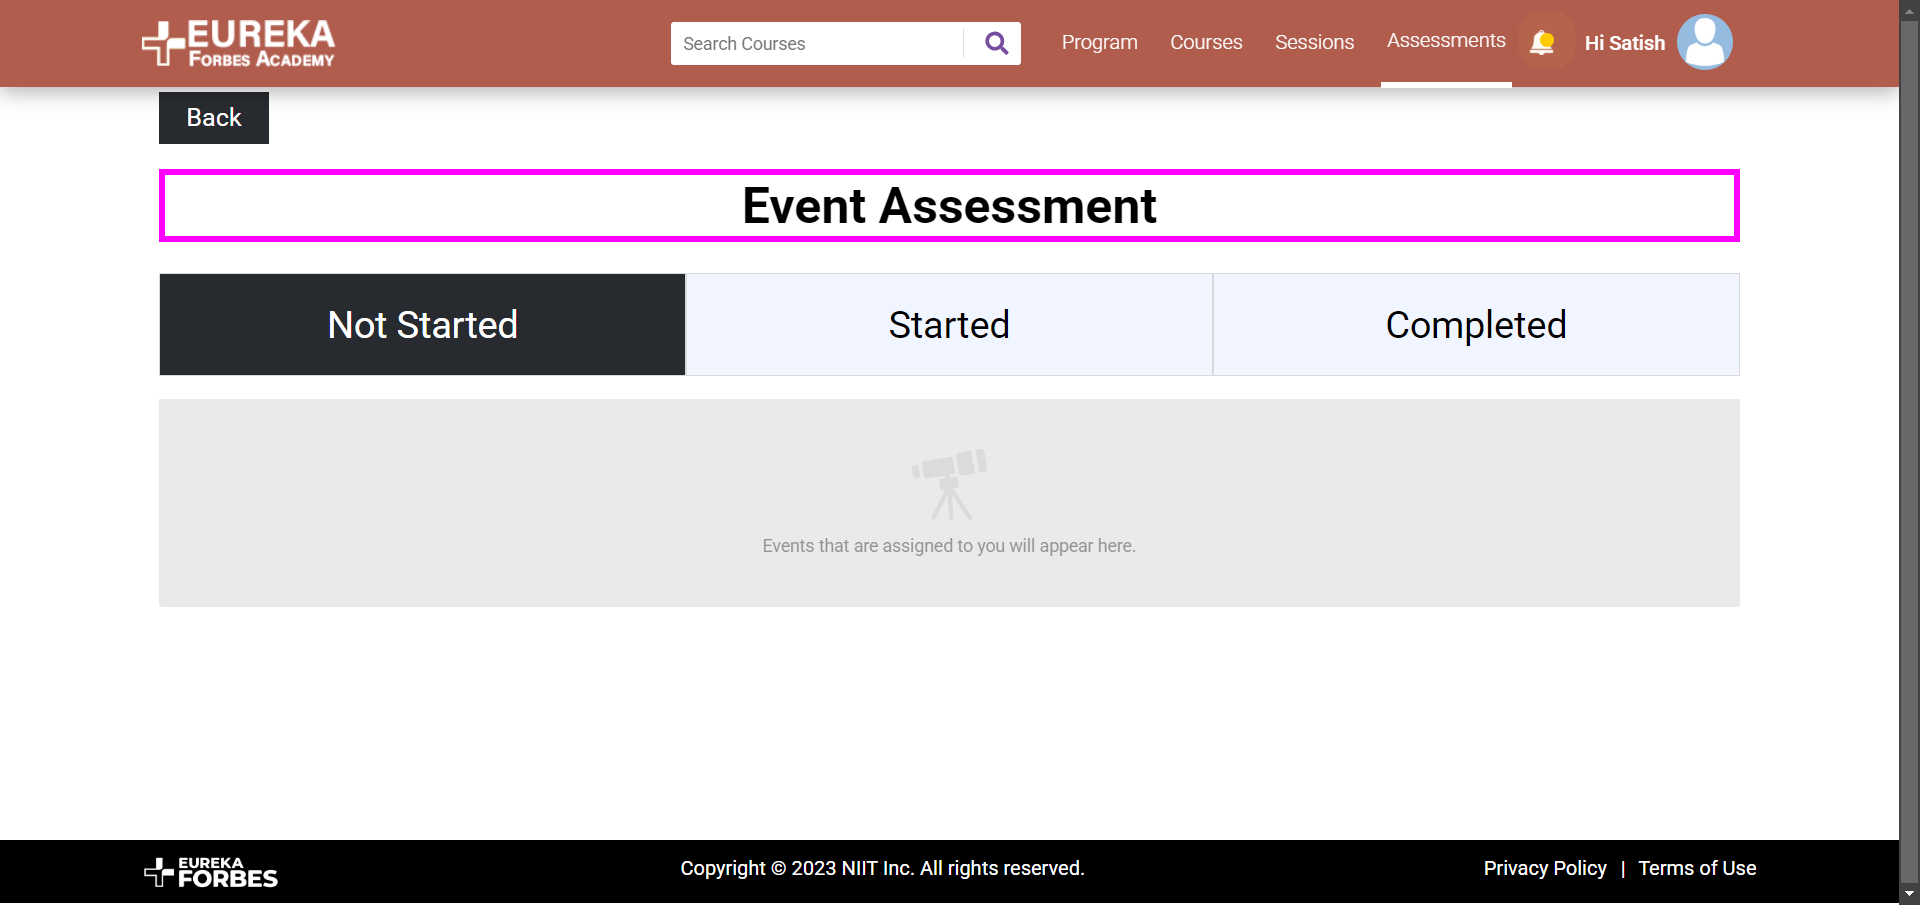 EUREKA
FORBES ACADEMY
Search Courses
Program
Courses
Sessions
Assessments
Hi Satish
Back
Event Assessment
Not Started
Started
Completed
Events that are assigned to you will appear here.
EUREKA
FORBES
Copyright © 2023 NIIT Inc. All rights reserved.
Privacy Policy | Terms of Use